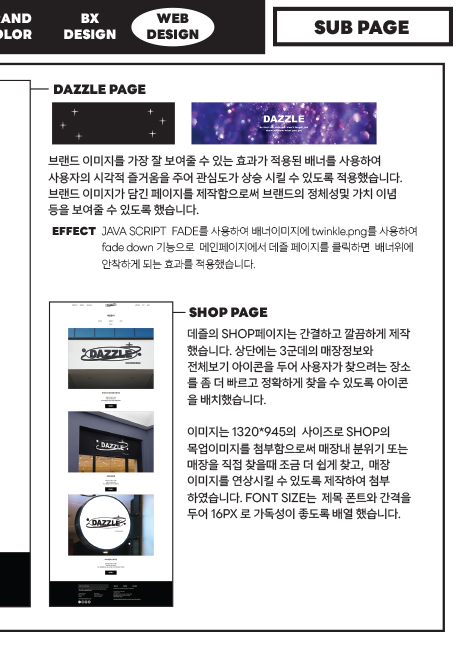 BX
DESIGN
WEB
DESIGN
SUB PAGE
DAZZLE PAGE
DAZZLE
브랜드 이미지를 가장 잘 보여줄 수 있는 효과가 적용된 배너를 사용하여
사용자의 시각적 즐거움을 주어 관심도가 상승 시킬 수 있도록 적용했습니다.
브랜드 이미지가 담긴 페이지를 제작함으로써 브랜드의 정체성및 가치 이념
등을 보여줄 수 있도록 했습니다.
EFFECT JAVA SCRIPT FADE를 사용하여 배너이미지에 twinkle.png를 사용하여
fade down 기능으로 메인페이지에서 데즐 페이지를 클릭하면 배너위에
안착하게 되는 효과를 적용했습니다.
SHOP PAGE
데즐의 SHOP페이지는 간결하고 깔끔하게 제작
했습니다. 상단에는 3군데의 매장정보와
전체보기 아이콘을 두어 사용자가 찾으려는 장소
를 좀 더 빠르고 정확하게 찾을 수 있도록 아이콘
을 배치했습니다.
이미지는 1320*945의 사이즈로 SHOP의
목업이미지를 첨부함으로써 매장내 분위기 또는
매장을 직접 찾을때 조금 더 쉽게 찾고, 매장
이미지를 연상시킬 수 있도록 제작하여 첨부
하였습니다. FONT SIZE는 제목 폰트와 간격을
두어 16PX 로 가독성이 좋도록 배열 했습니다.
DAZZLE
DAZZLE
DAZZLE